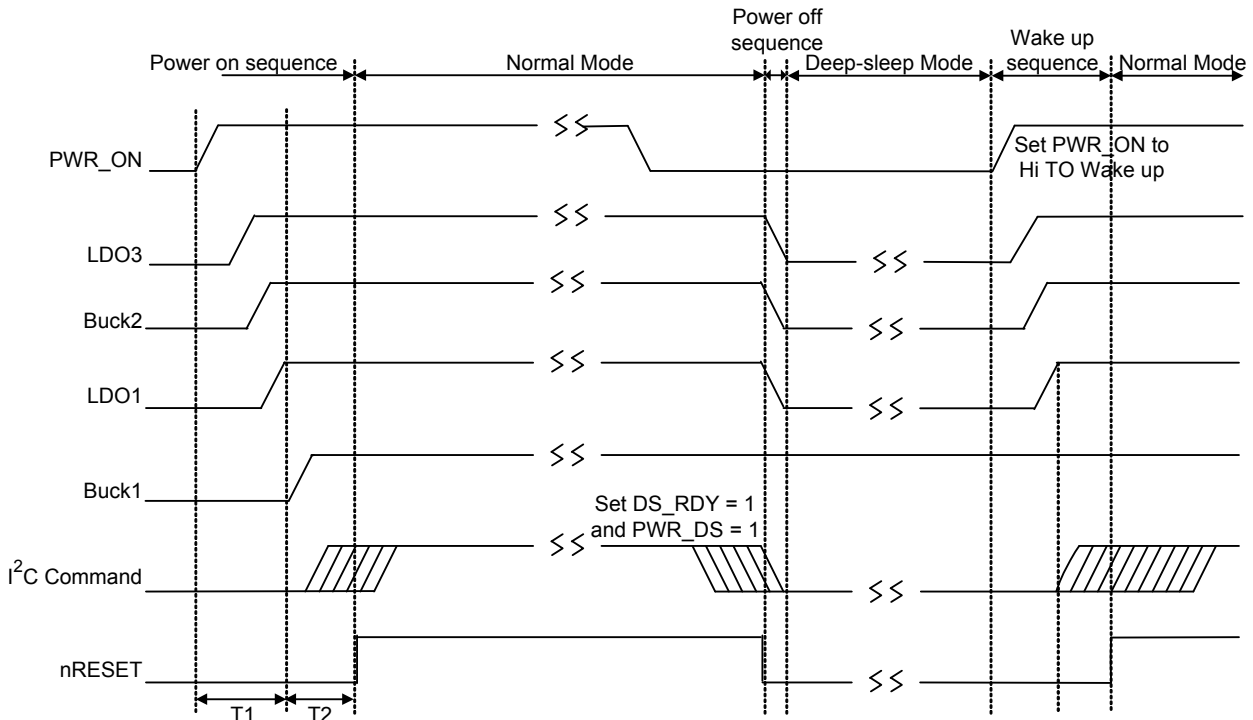 Power off
sequence
Wake up
sequence
Power on sequence
Normal Mode
Deep-sleep Mode
Normal Mode
PWR_ON
Set PWR_ON to
Hi TO Wake up
LDO3
Buck2
LDO1
Buck1
Set DS_RDY = 1
and PWR_DS = 1
I²C Command
nRESET
T1
T2